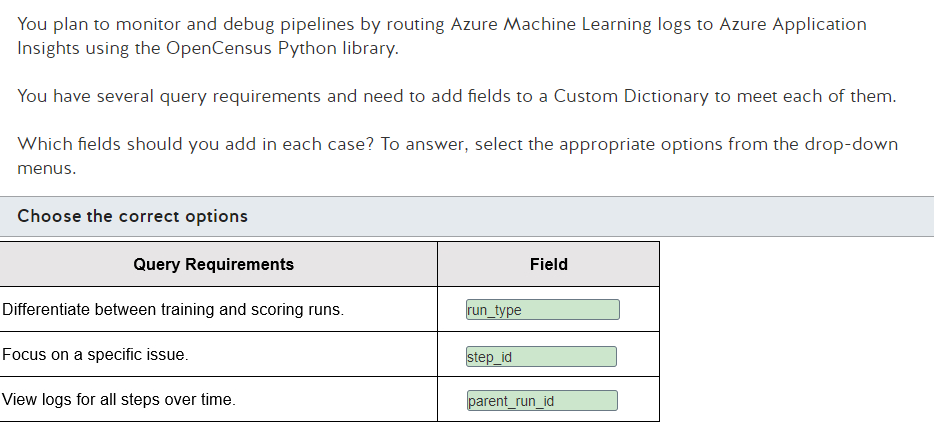 You plan to monitor and debug pipelines by routing Azure Machine Learning logs to Azure Application
Insights using the OpenCensus Python library.
You have several query requirements and need to add fields to a Custom Dictionary to meet each of them.
Which fields should you add in each case? To answer, select the appropriate options from the drop-down
menus.
Choose the correct options
Query Requirements Field
Differentiate between training and scoring runs. run_type
Focus on a specific issue. step_id
View logs for all steps over time. parent_run_id